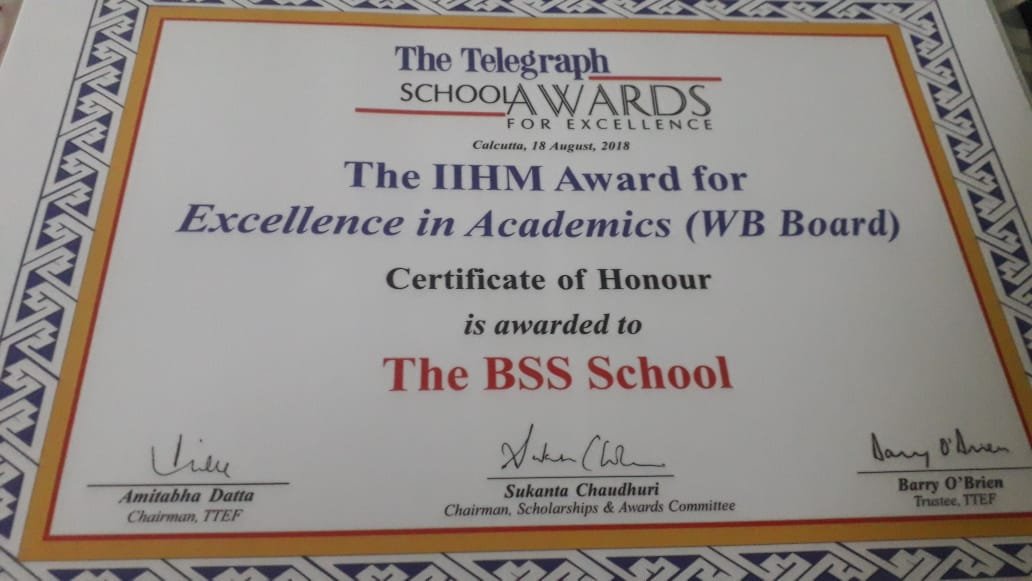 The Telegraph
SCHOOL AWARDS
FOR EXCELLENCE
Calcutta, 18 August, 2018
The IIHM Award for
Excellence in Academics (WB Board)
Certificate of Honour
is awarded to
The BSS School
Barry O'Brien
Amitabha Datta
Chairman, TTEF
Sukanta Chaudhuri
Chairman, Scholarships & Awards Committee
Barry O'Brien
Trustee, TTEF